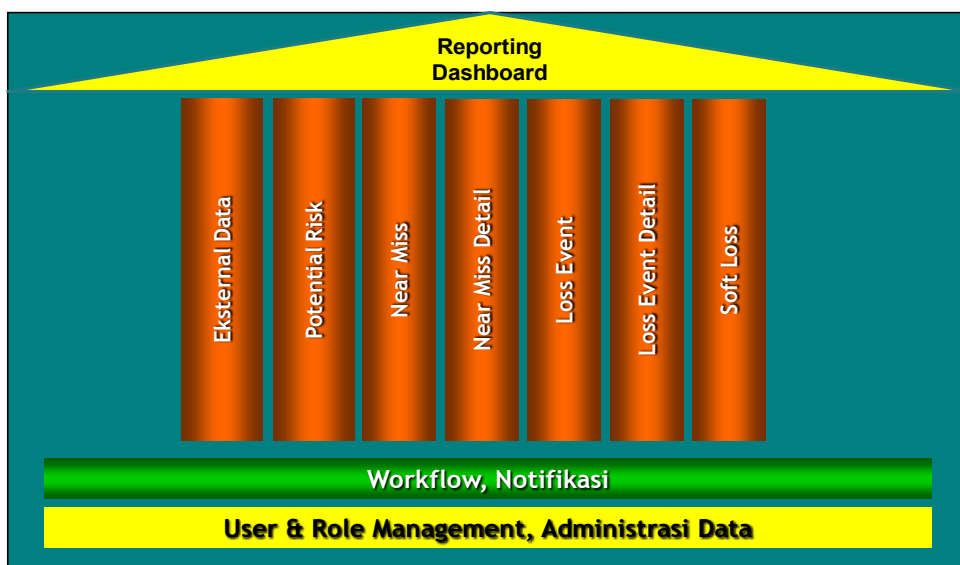 Reporting
Dashboard
Eksternal Data
Potential Risk
Near Miss
Near Miss Detail
Loss Event
Loss Event Detail
Soft Loss
Workflow, Notifikasi
User & Role Management, Administrasi Data